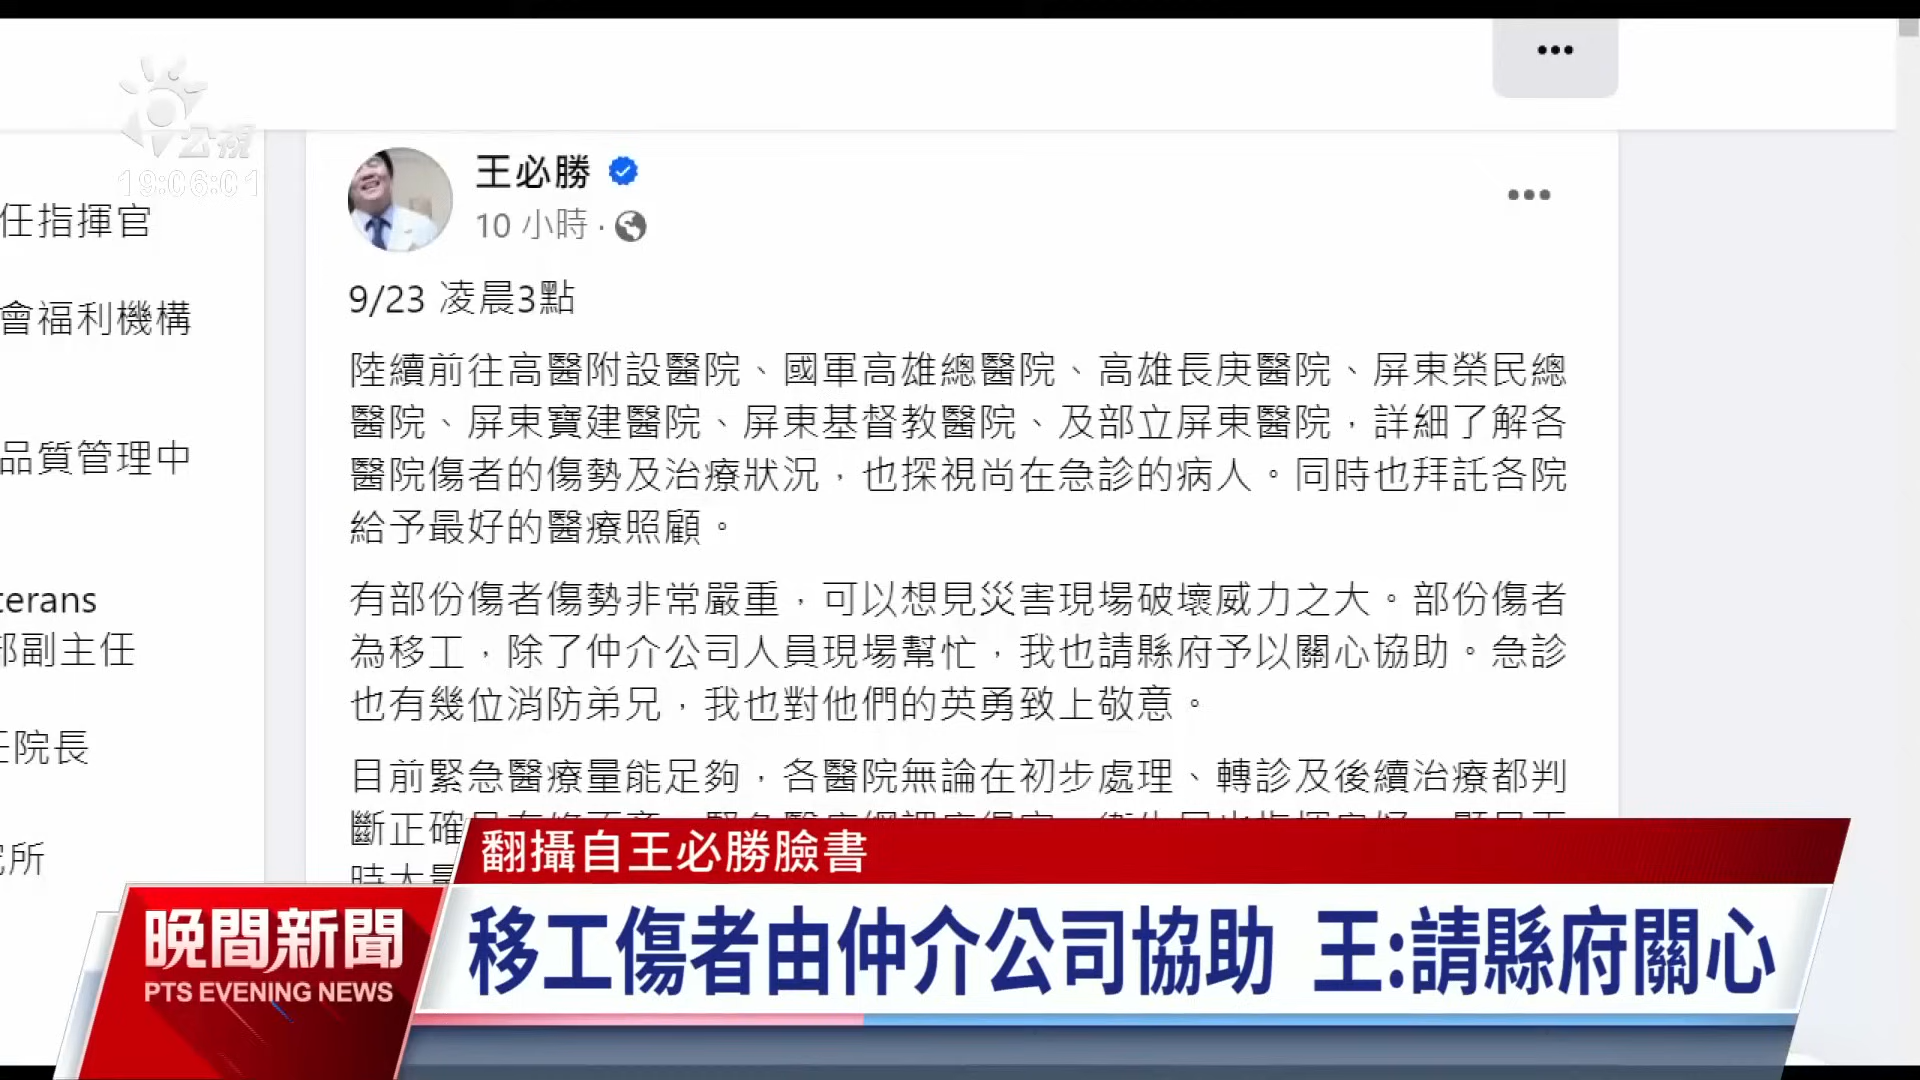 公視
19:06:01
任指揮官
會福利機構
品質管理中
terans
部副主任
任院長
所
王必勝
10 小時 ·
9/23 凌晨3點
陸續前往高醫附設醫院、國軍高雄總醫院、高雄長庚醫院、屏東榮民總
醫院、屏東寶建醫院、屏東基督教醫院、及部立屏東醫院，詳細了解各
醫院傷者的傷勢及治療狀況，也探視尚在急診的病人。同時也拜託各院
給予最好的醫療照顧。
有部份傷者傷勢非常嚴重，可以想見災害現場破壞威力之大。部份傷者
為移工，除了仲介公司人員現場幫忙，我也請縣府予以關心協助。急診
也有幾位消防弟兄，我也對他們的英勇致上敬意。
目前緊急醫療量能足夠，各醫院無論在初步處理、轉診及後續治療都判
斷正確
時大量
翻攝自王必勝臉書
晚間新聞
PTS EVENING NEWS
移工傷者由仲介公司協助 王:請縣府關心